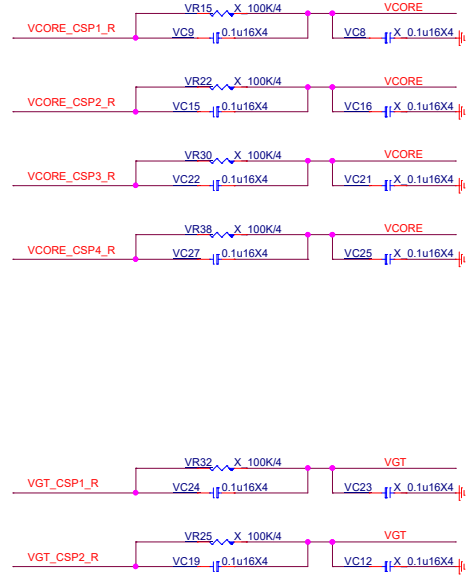 VR15 X_100K/4 VCORE
VCORE_CSP1_R VC9 0.1u16X4 VC8 X_0.1u16X4
VR22 X_100K/4 VCORE
VCORE_CSP2_R VC15 0.1u16X4 VC16 X_0.1u16X4
VR30 X_100K/4 VCORE
VCORE_CSP3_R VC22 0.1u16X4 VC21 X_0.1u16X4
VR38 X_100K/4 VCORE
VCORE_CSP4_R VC27 0.1u16X4 VC25 X_0.1u16X4
VR32 X_100K/4 VGT
VGT_CSP1_R VC24 0.1u16X4 VC23 X_0.1u16X4
VR25 X_100K/4 VGT
VGT_CSP2_R VC19 0.1u16X4 VC12 X_0.1u16X4